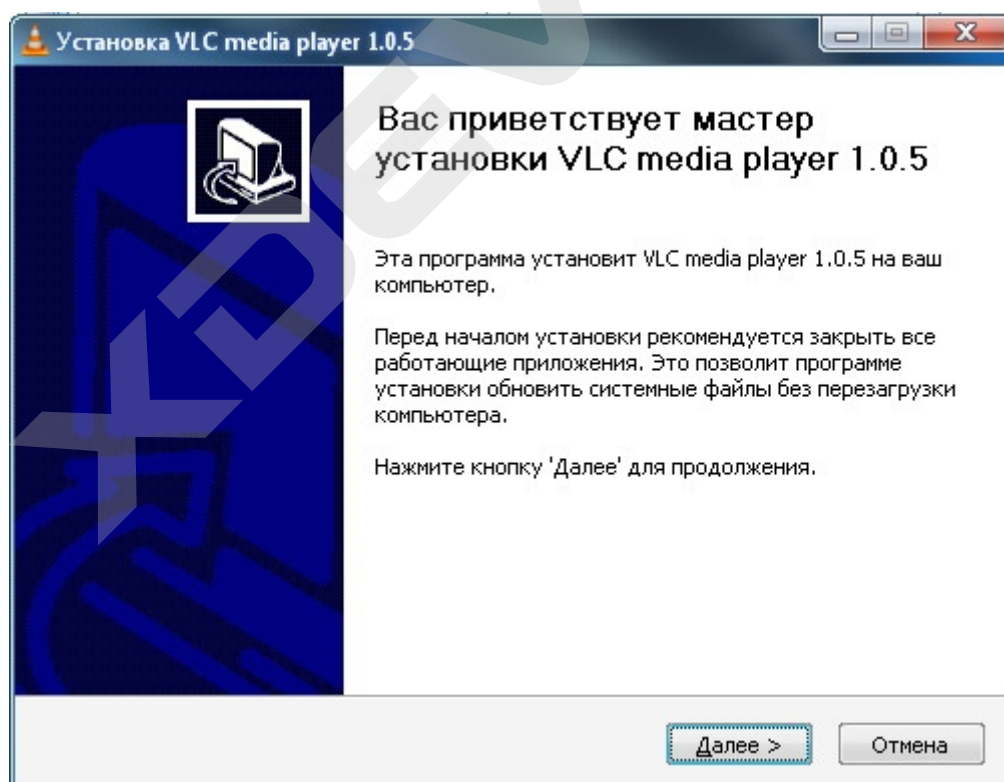 Установка VLC media player 1.0.5
Вас приветствует мастер
установки VLC media player 1.0.5
Эта программа установит VLC media player 1.0.5 на ваш
компьютер.
Перед началом установки рекомендуется закрыть все
работающие приложения. Это позволит программе
установки обновить системные файлы без перезагрузки
компьютера.
Нажмите кнопку 'Далее' для продолжения.
Далее >
Отмена
XDEV